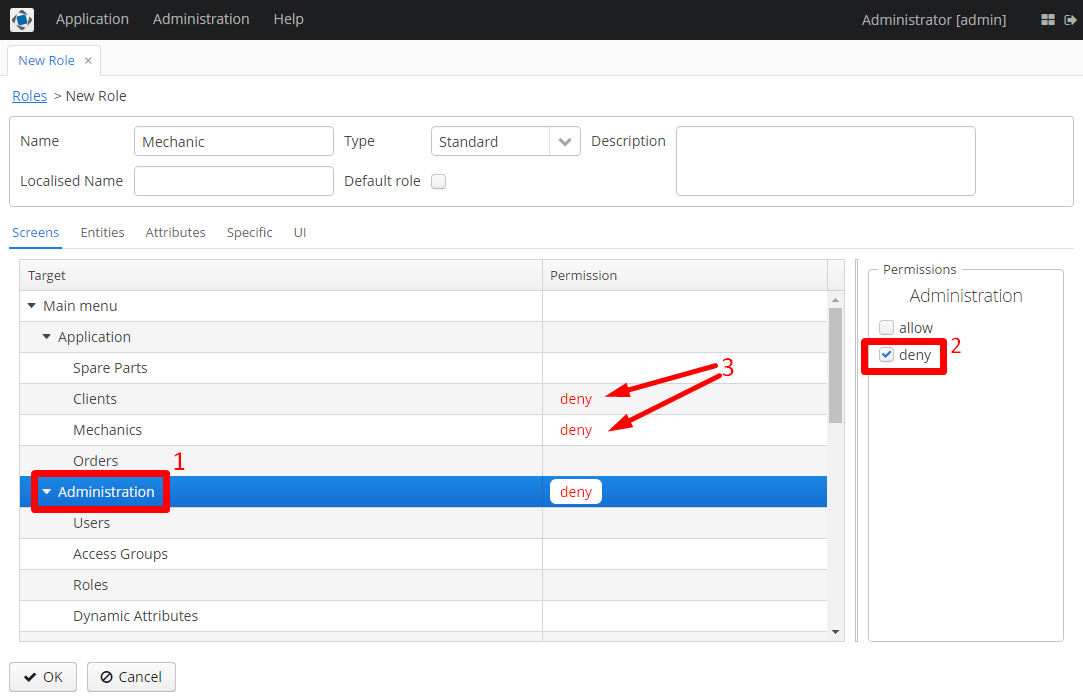 Application Administration Help Administrator [admin]
New Role ×
Roles > New Role
Name Mechanic Type Standard Description
Localised Name Default role
Screens Entities Attributes Specific UI
Target Permission Permissions
Administration
Main menu
allow
Application
deny 2
Spare Parts
3
Clients deny
Mechanics deny
Orders
1
Administration deny
Users
Access Groups
Roles
Dynamic Attributes
OK Cancel